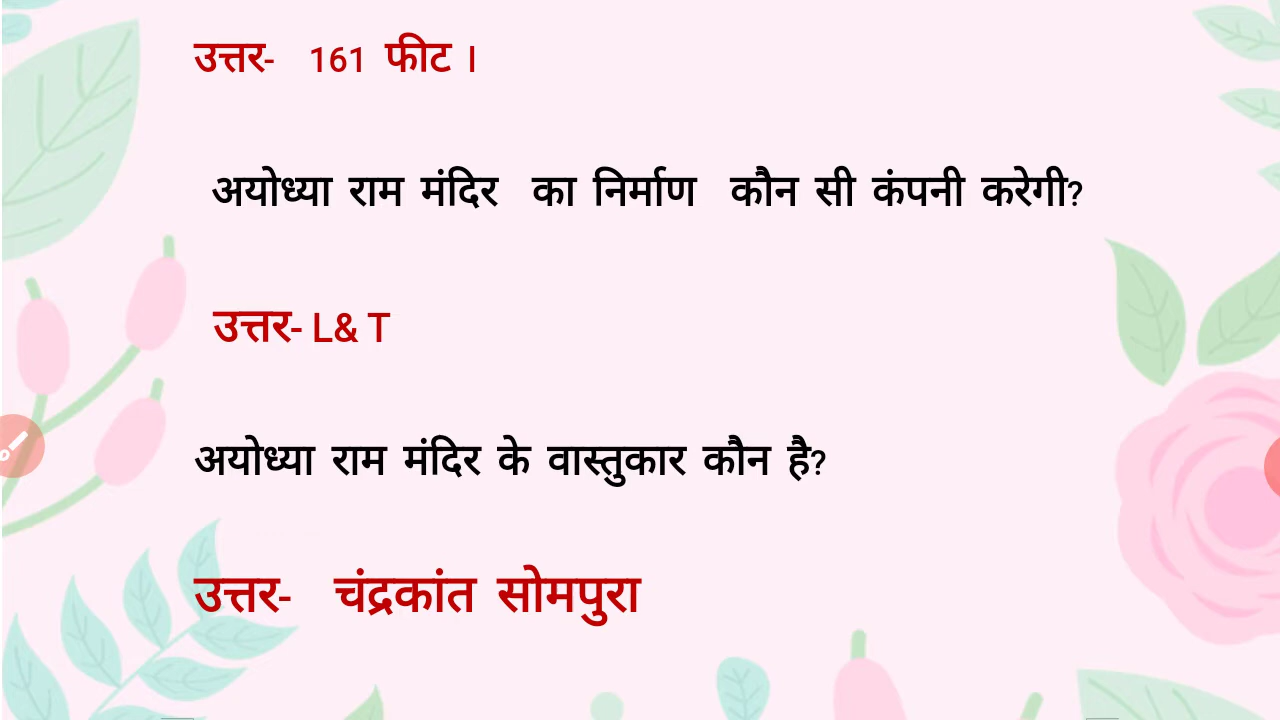 उत्तर- 161 फीट ।
अयोध्या राम मंदिर का निर्माण कौन सी कंपनी करेगी?
उत्तर- L& T
अयोध्या राम मंदिर के वास्तुकार कौन है?
उत्तर- चंद्रकांत सोमपुरा